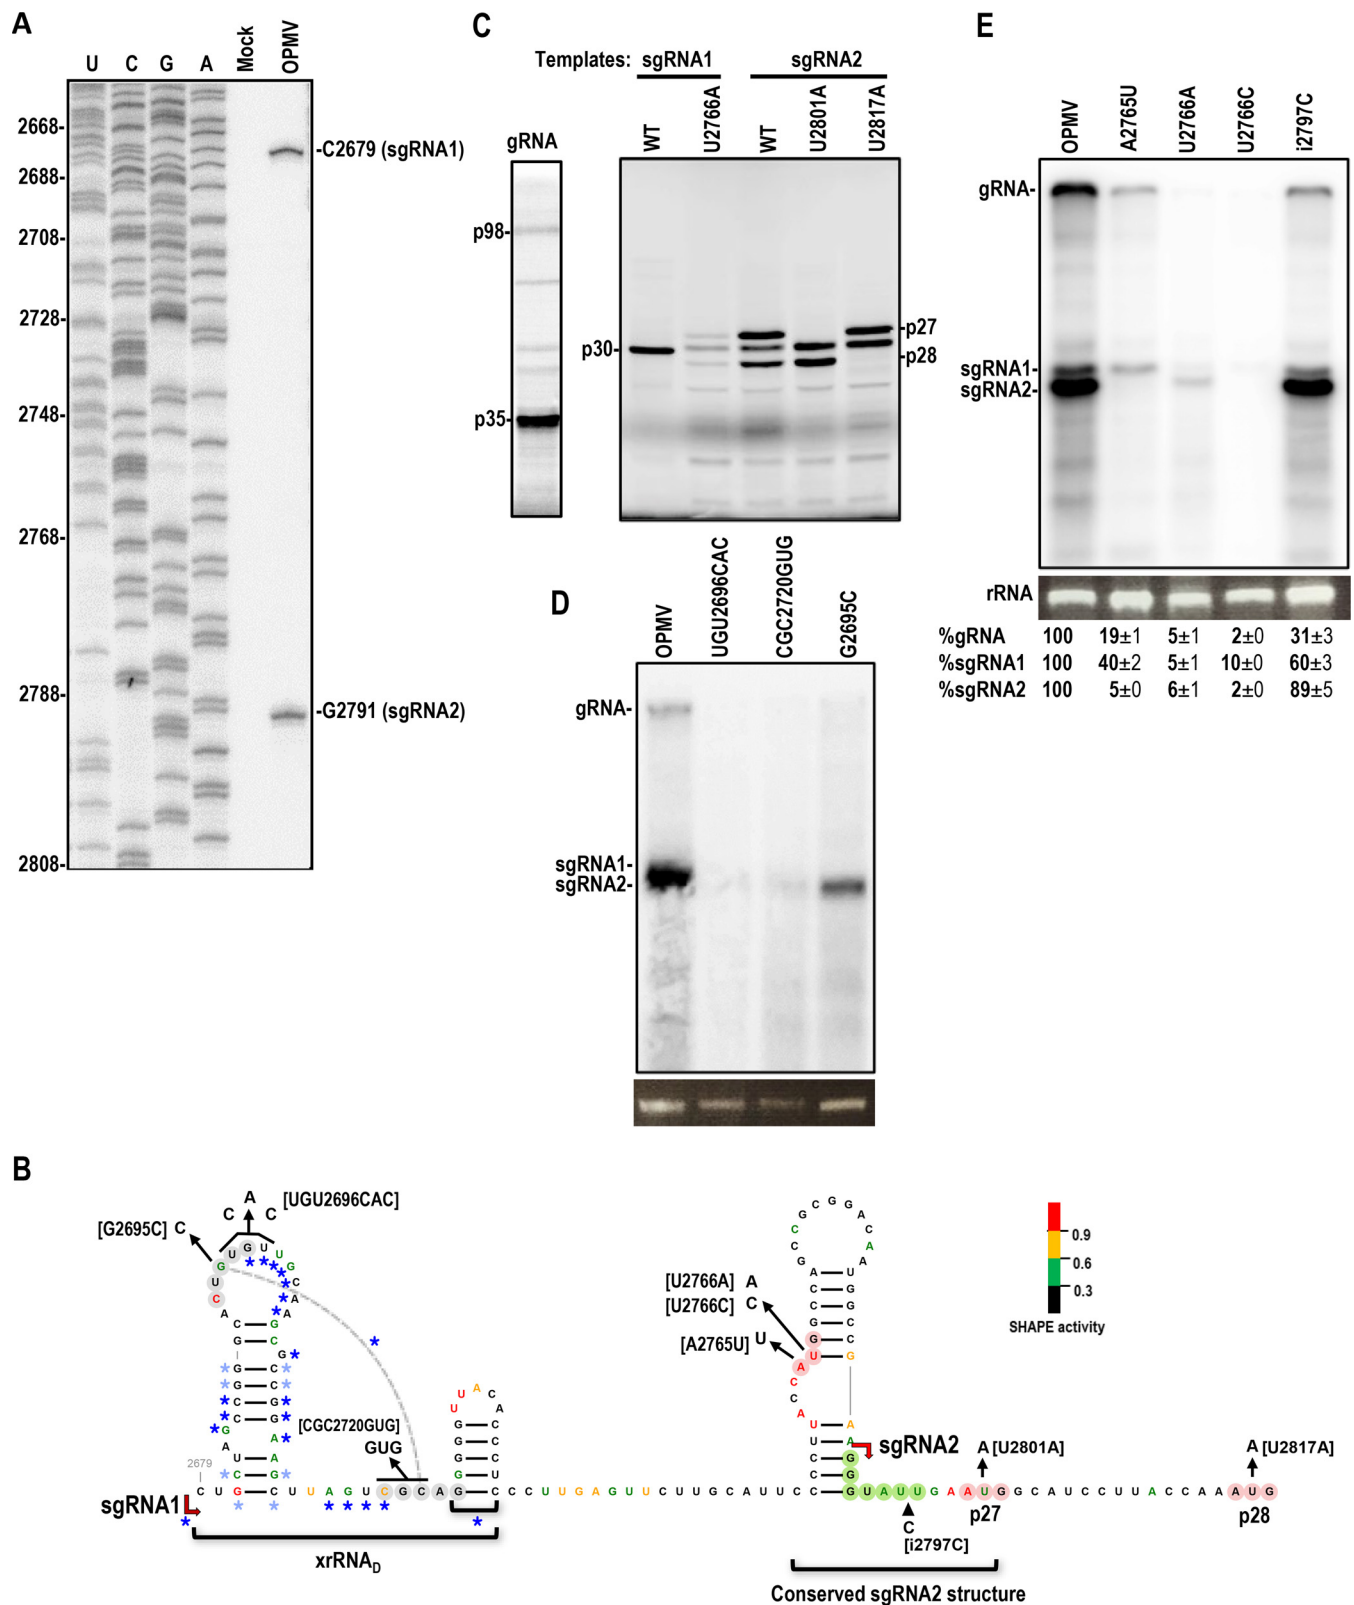 A
U C G A Mock OPMV
2668-
-C2679 (sgRNA1)
2688-
2708-
2728-
2748-
2768-
2788-
-G2791 (sgRNA2)
2808-
C
Templates: sgRNA1 sgRNA2
WT U2766A WT U2801A U2817A
gRNA
p98-
p30-
-p27
-p28
p35-
D
OPMV UGU2696CAC CGC2720GUG G2695C
gRNA-
sgRNA1-
sgRNA2-
E
OPMV A2765U U2766A U2766C i2797C
gRNA-
sgRNA1-
sgRNA2-
rRNA
%gRNA 100 19±1 5±1 2±0 31±3
%sgRNA1 100 40±2 5±1 10±0 60±3
%sgRNA2 100 5±0 6±1 2±0 89±5
B
[G2695C] C
C A C [UGU2696CAC]
[CGC2720GUG]
GUG
2679
sgRNA1
xrRNAD
[U2766A] A
[U2766C] C
[A2765U] U
sgRNA2
A [U2801A]
A [U2817A]
p27
p28
C
[i2797C]
Conserved sgRNA2 structure
0.9
0.6
0.3
SHAPE activity